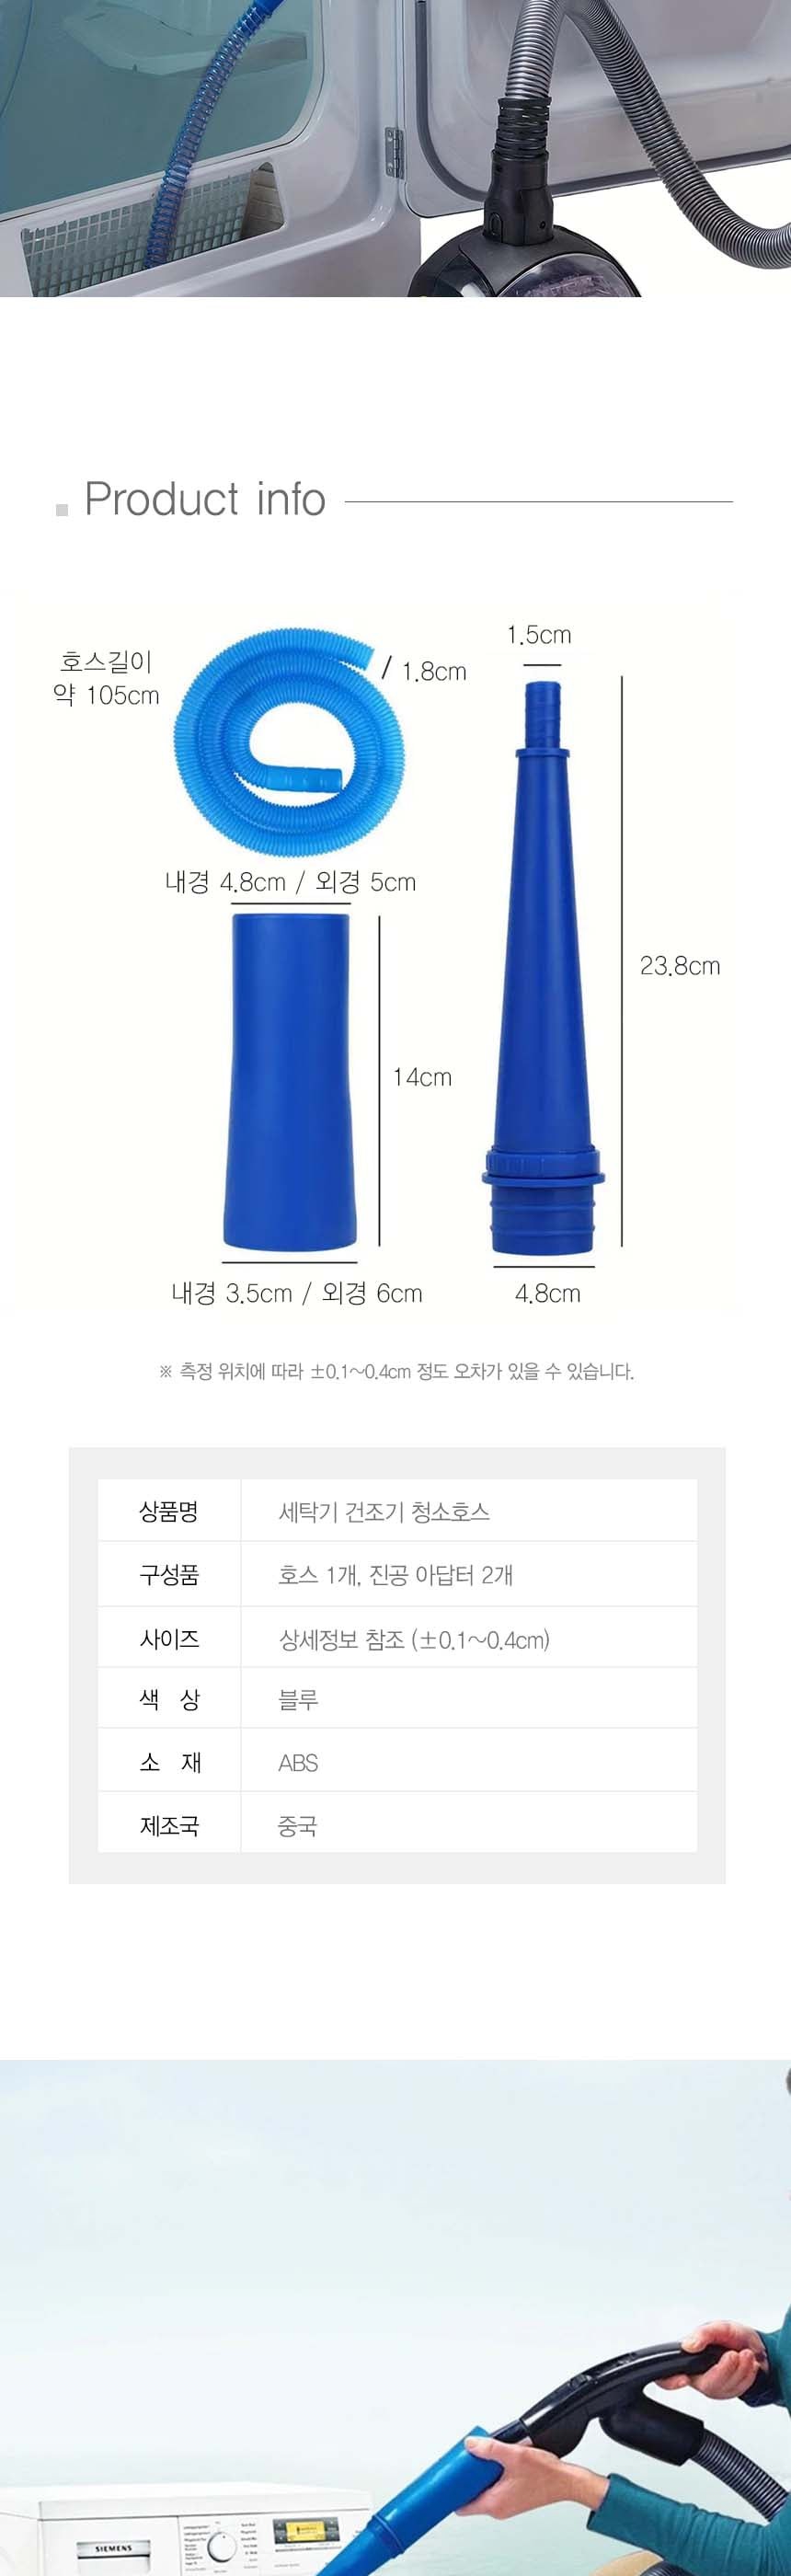 Product info
호스길이
약 105cm
/ 1.8cm
1.5cm
내경 4.8cm / 외경 5cm
23.8cm
14cm
내경 3.5cm / 외경 6cm
4.8cm
※ 측정 위치에 따라 ±0.1~0.4cm 정도 오차가 있을 수 있습니다.
상품명 세탁기 건조기 청소호스
구성품 호스 1개, 진공 아답터 2개
사이즈 상세정보 참조 (±0.1~0.4cm)
색 상 블루
소 재 ABS
제조국 중국
SIEMENS